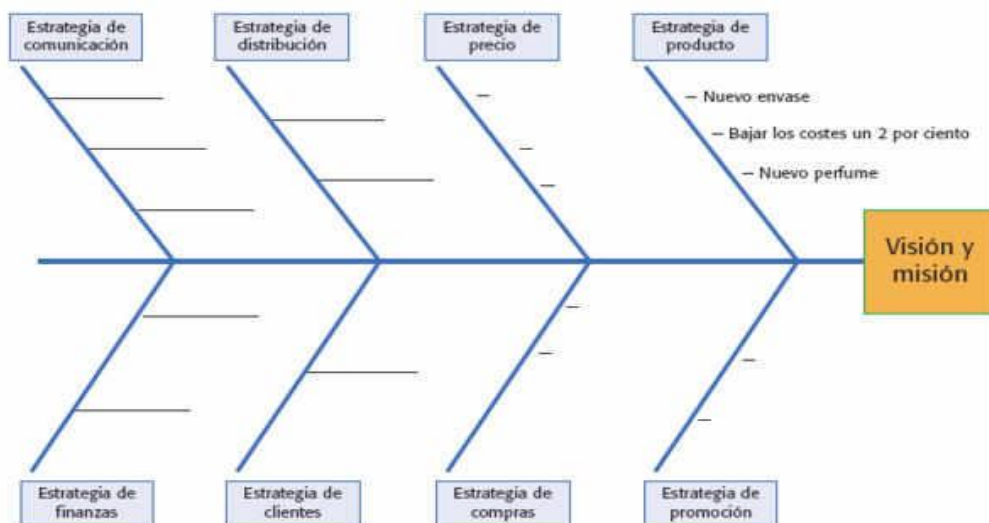 Estrategia de
comunicación
Estrategia de
distribución
Estrategia de
precio
Estrategia de
producto
– Nuevo envase
– Bajar los costes un 2 por ciento
– Nuevo perfume
Visión y
misión
Estrategia de
finanzas
Estrategia de
clientes
Estrategia de
compras
Estrategia de
promoción